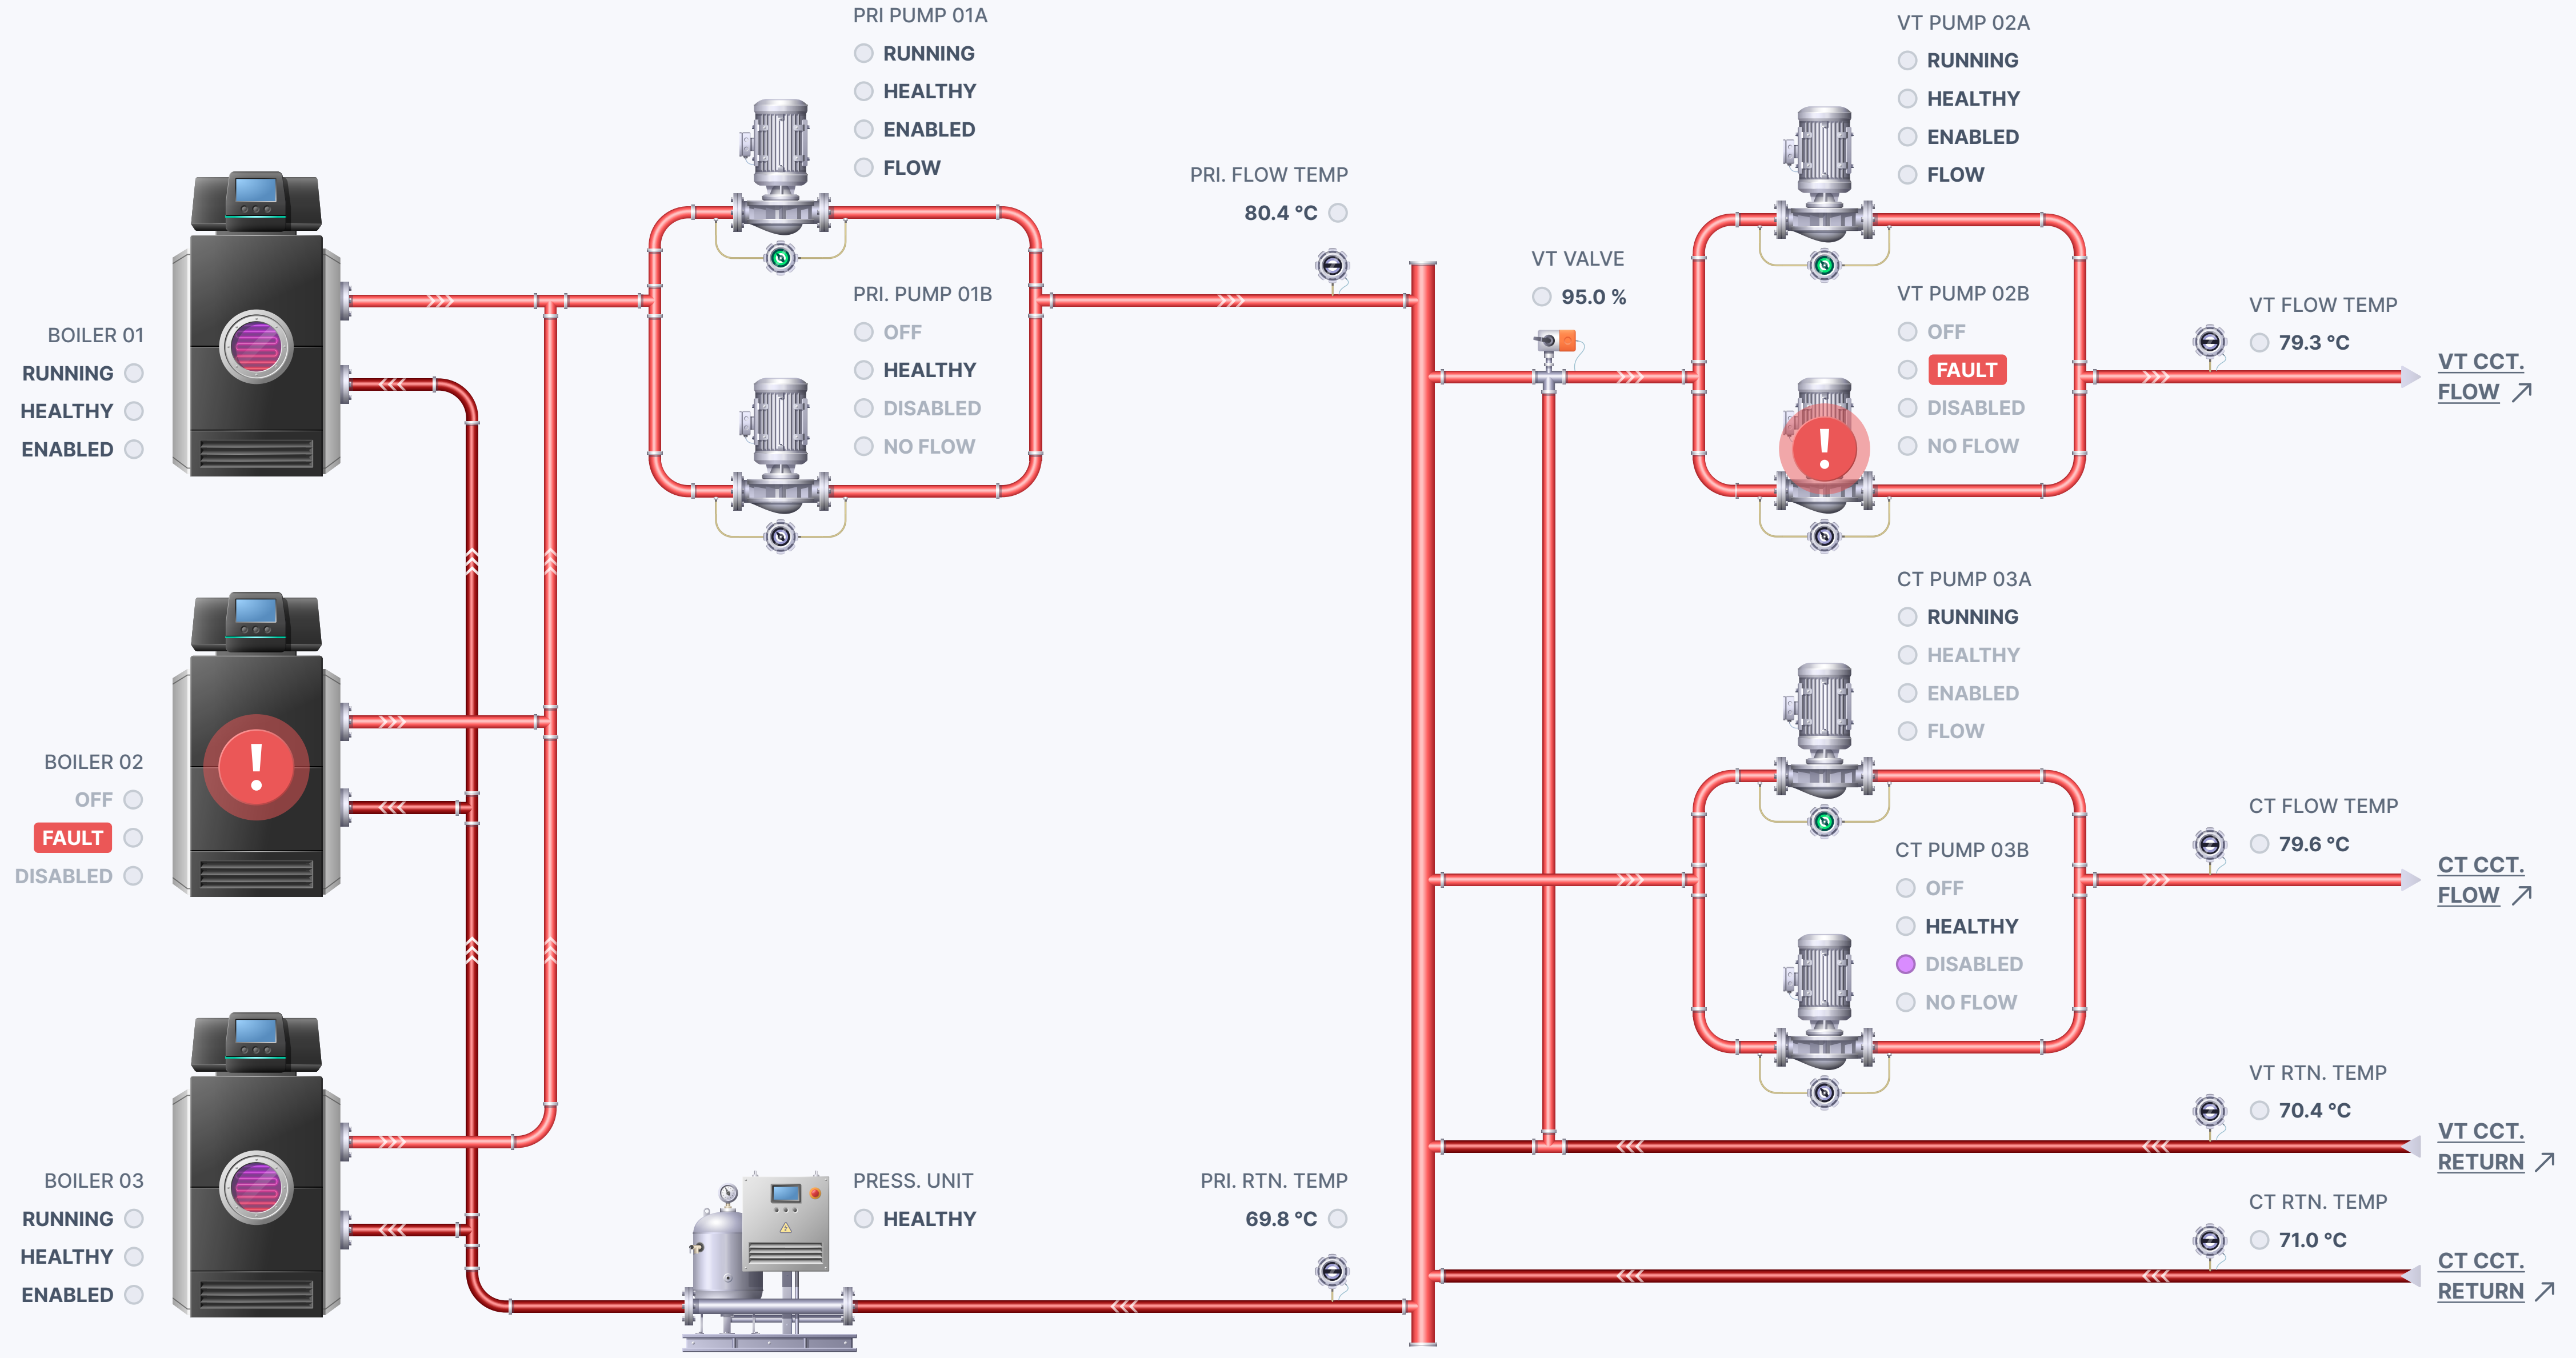 PRI PUMP 01A
RUNNING
HEALTHY
ENABLED
FLOW
VT PUMP 02A
RUNNING
HEALTHY
ENABLED
FLOW
PRI. FLOW TEMP
80.4 °C
VT VALVE
95.0 %
PRI. PUMP 01B
OFF
HEALTHY
DISABLED
NO FLOW
VT PUMP 02B
OFF
FAULT
DISABLED
NO FLOW
VT FLOW TEMP
79.3 °C
VT CCT.
FLOW
BOILER 01
RUNNING
HEALTHY
ENABLED
CT PUMP 03A
RUNNING
HEALTHY
ENABLED
FLOW
BOILER 02
OFF
FAULT
DISABLED
CT PUMP 03B
OFF
HEALTHY
DISABLED
NO FLOW
CT FLOW TEMP
79.6 °C
CT CCT.
FLOW
VT RTN. TEMP
70.4 °C
VT CCT.
RETURN
BOILER 03
RUNNING
HEALTHY
ENABLED
PRESS. UNIT
HEALTHY
PRI. RTN. TEMP
69.8 °C
CT RTN. TEMP
71.0 °C
CT CCT.
RETURN